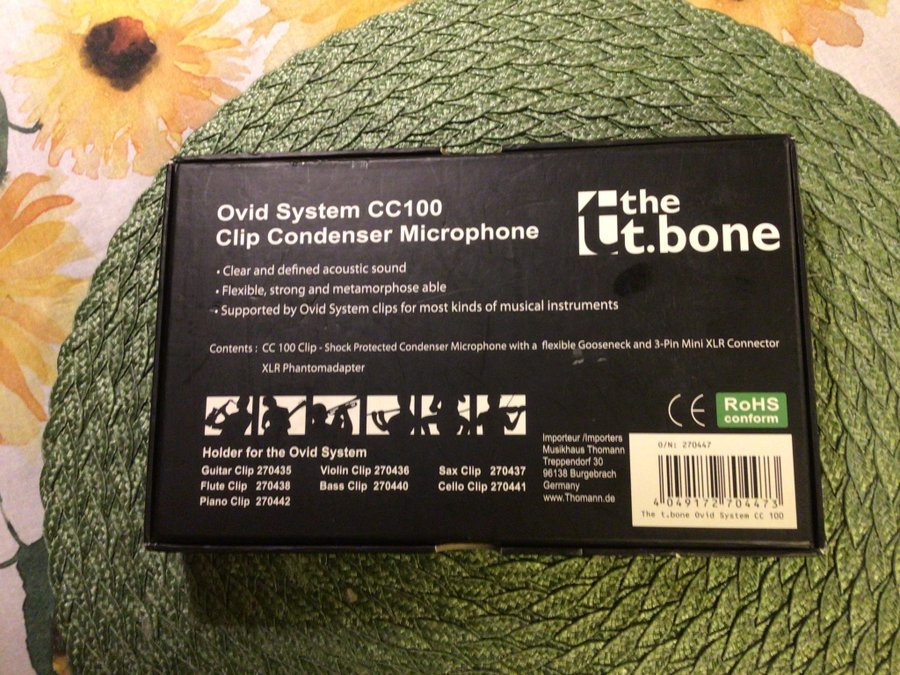 Ovid System CC100
Clip Condenser Microphone
the
t.bone
• Clear and defined acoustic sound
• Flexible, strong and metamorphose able
• Supported by Ovid System clips for most kinds of musical instruments
Contents : CC 100 Clip - Shock Protected Condenser Microphone with a flexible Gooseneck and 3-Pin Mini XLR Connector
XLR Phantomadapter
CE
RoHS
conform
Holder for the Ovid System
Guitar Clip 270435 Violin Clip 270436 Sax Clip 270437
Flute Clip 270438 Bass Clip 270440 Cello Clip 270441
Piano Clip 270442
Importeur /Importers
Musikhaus Thomann
Treppendorf 30
96138 Burgebrach
Germany
www.Thomann.de
O/N: 270447
4 049172 704473
The t.bone Ovid System CC 100